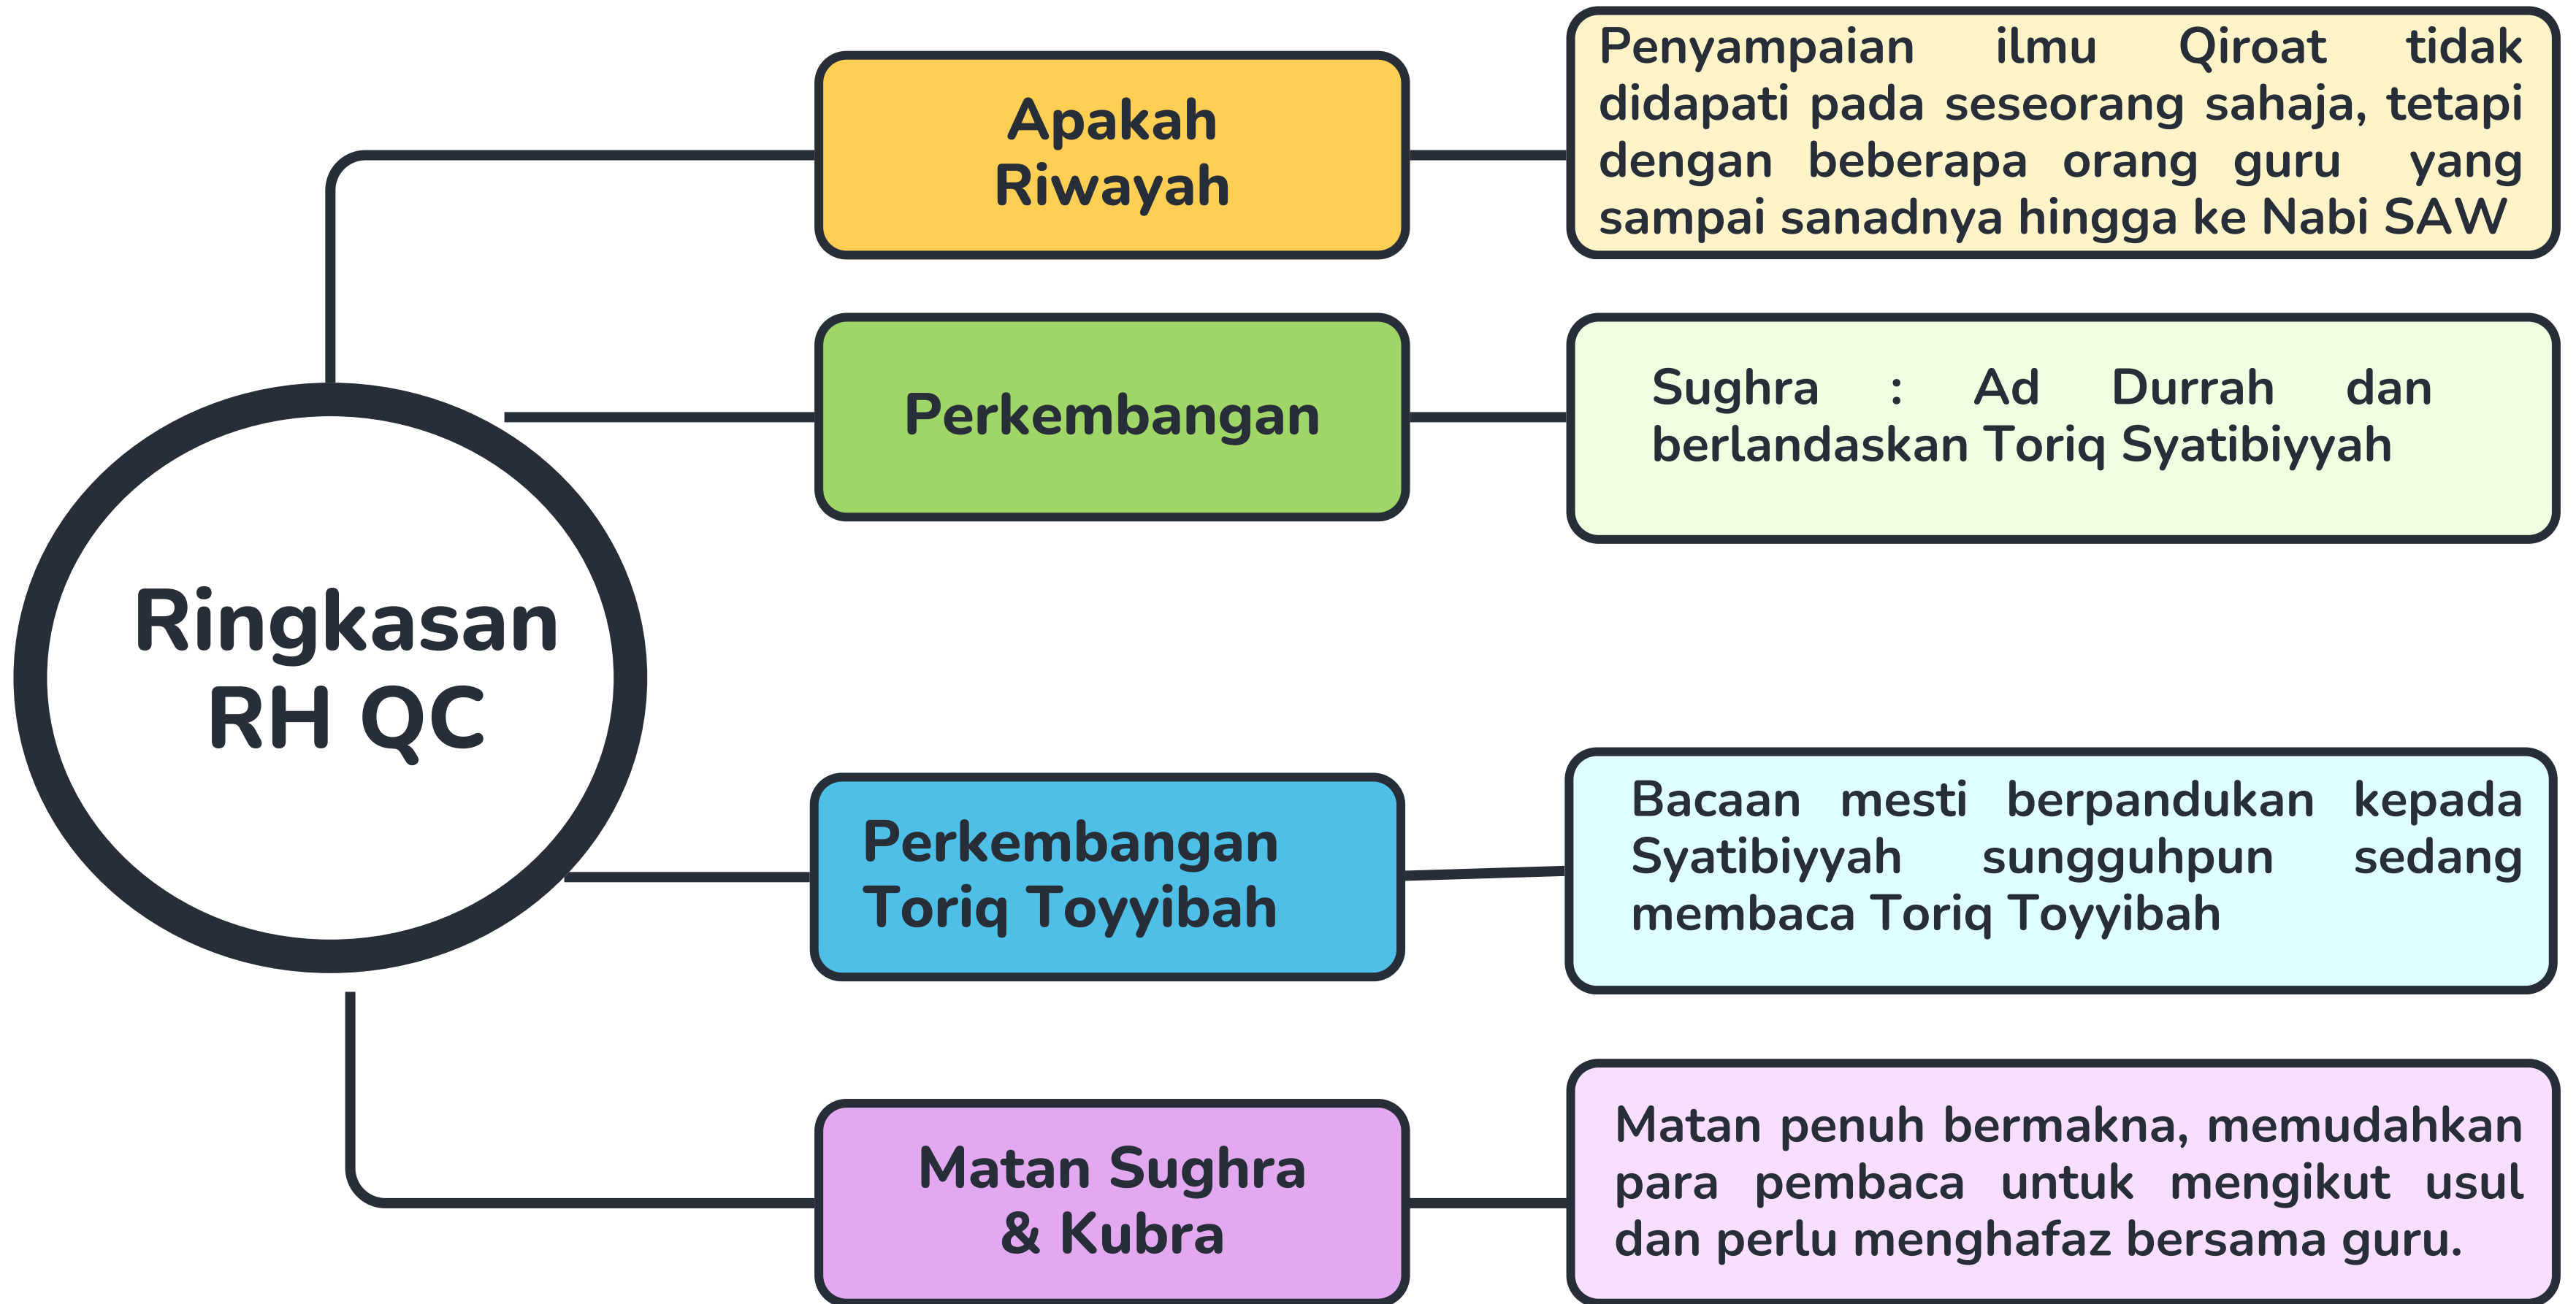 Ringkasan
RH QC
Apakah
Riwayah
Penyampaian ilmu Qiroat tidak
didapati pada seseorang sahaja, tetapi
dengan beberapa orang guru yang
sampai sanadnya hingga ke Nabi SAW
Perkembangan
Sughra : Ad Durrah dan
berlandaskan Toriq Syatibiyyah
Perkembangan
Toriq Toyyibah
Bacaan mesti berpandukan kepada
Syatibiyyah sungguhpun sedang
membaca Toriq Toyyibah
Matan Sughra
& Kubra
Matan penuh bermakna, memudahkan
para pembaca untuk mengikut usul
dan perlu menghafaz bersama guru.